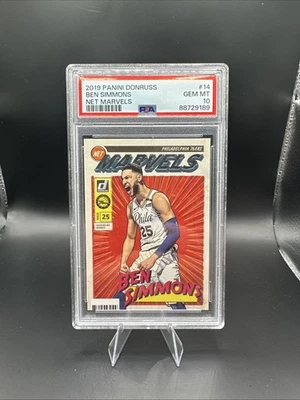 2019 PANINI DONRUSS #14
BEN SIMMONS GEM MT
NET MARVELS 10
PSA 88729189
PHILADELPHIA 76ERS
NET
MARVELS
25
Phila
25
BEN
SIMMONS